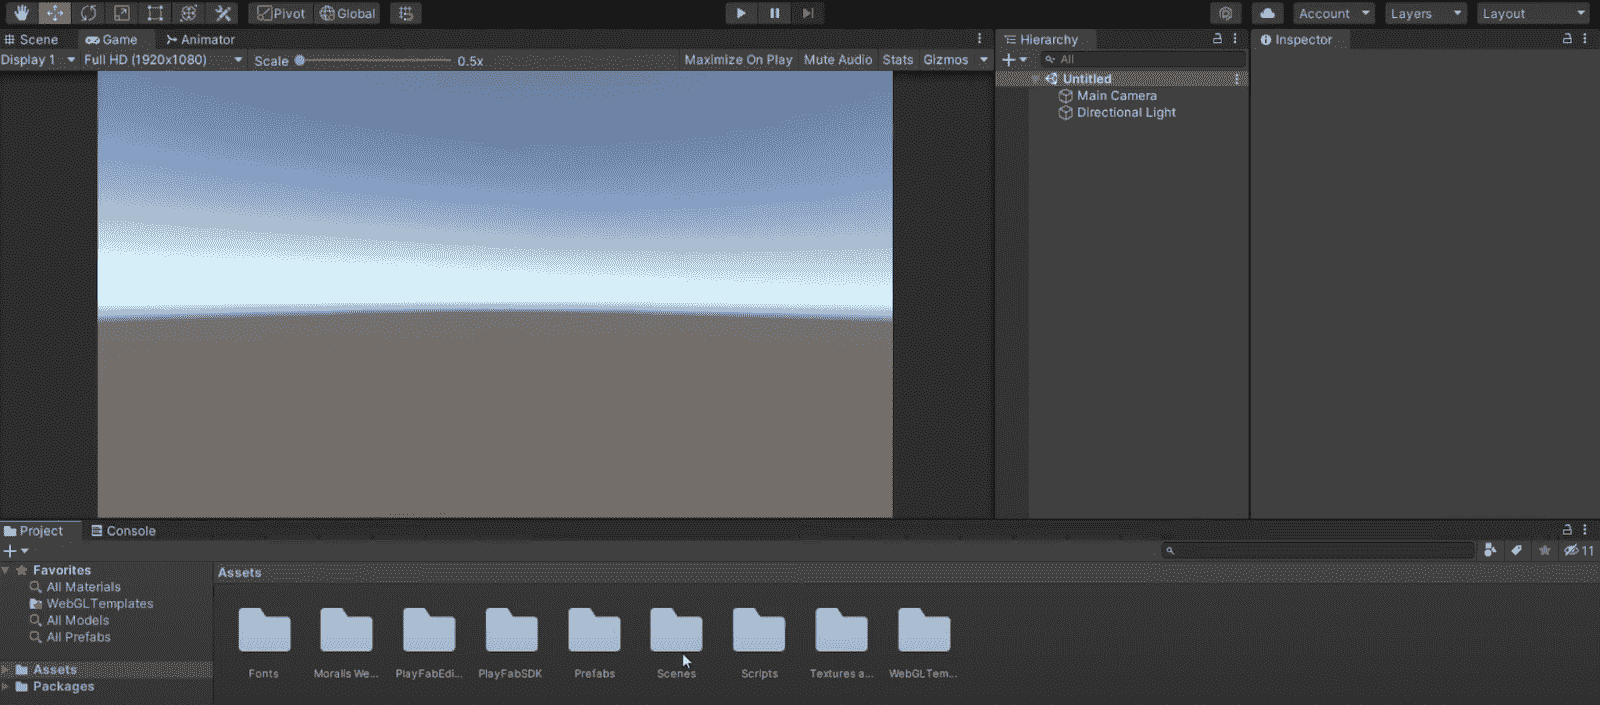 Pivot Global Account Layers Layout
Scene Game Animator Hierarchy Inspector
Display 1 Full HD (1920x1080) Scale 0.5x Maximize On Play Mute Audio Stats Gizmos All
Untitled
Main Camera
Directional Light
Project Console
11
Favorites Assets
All Materials
WebGLTemplates
All Models
All Prefabs
Assets
Packages
Fonts Moralis We... PlayFabEdi... PlayFabSDK Prefabs Scenes Scripts Textures a... WebGLTem...